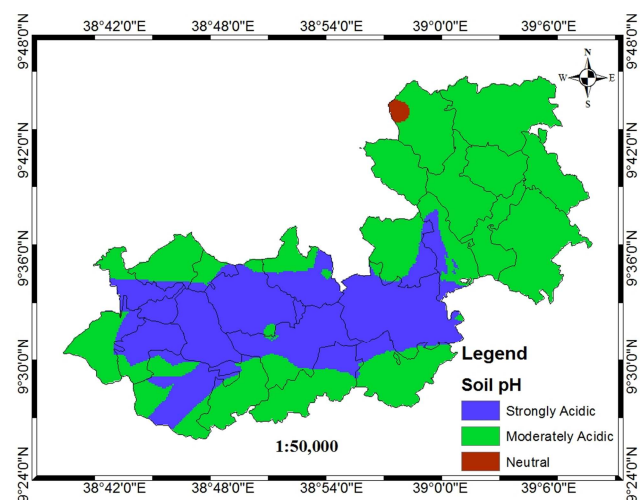 38°42'0"E 38°48'0"E 38°54'0"E 39°0'0"E 39°6'0"E
9°48'0"N 9°48'0"N
N
W E
S
9°42'0"N 9°42'0"N
9°36'0"N 9°36'0"N
9°30'0"N 9°30'0"N
Legend
Soil pH
Strongly Acidic
Moderately Acidic
1:50,000
Neutral
9°24'0"N 9°24'0"N
38°42'0"E 38°48'0"E 38°54'0"E 39°0'0"E 39°6'0"E